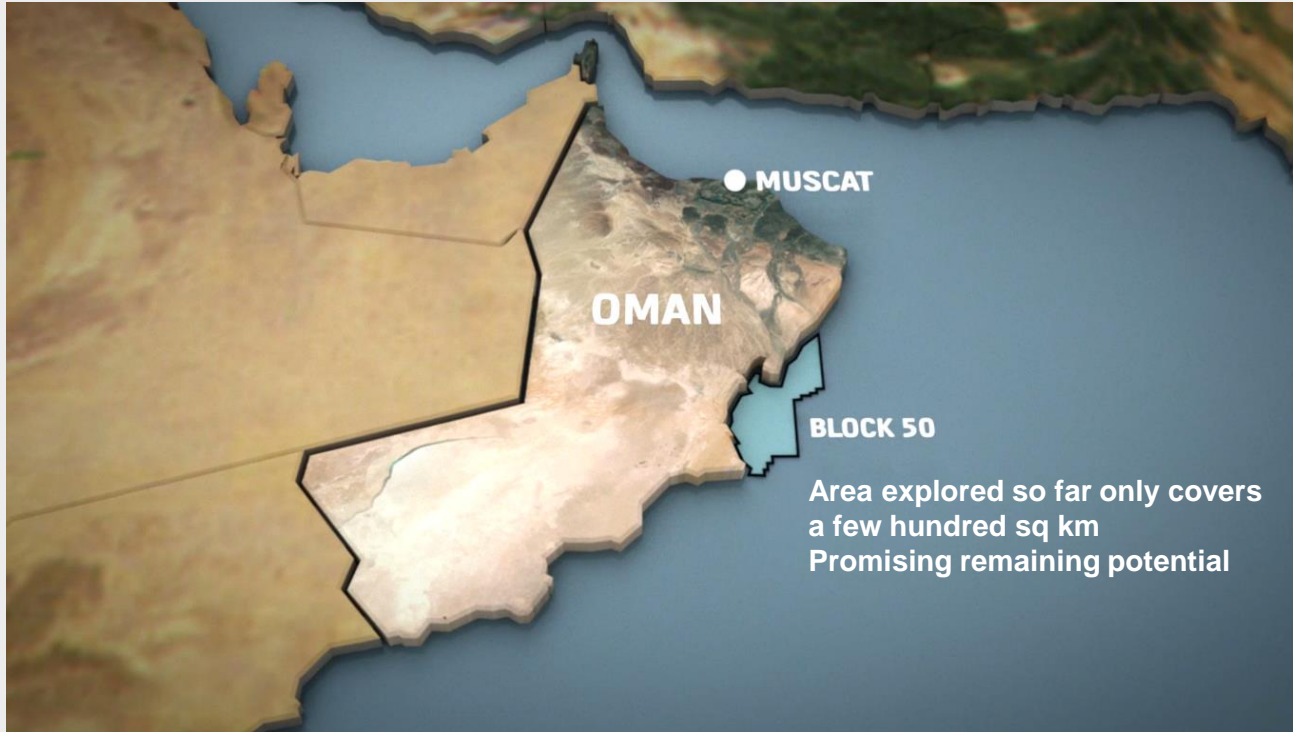 MUSCAT
OMAN
BLOCK 50
Area explored so far only covers
a few hundred sq km
Promising remaining potential